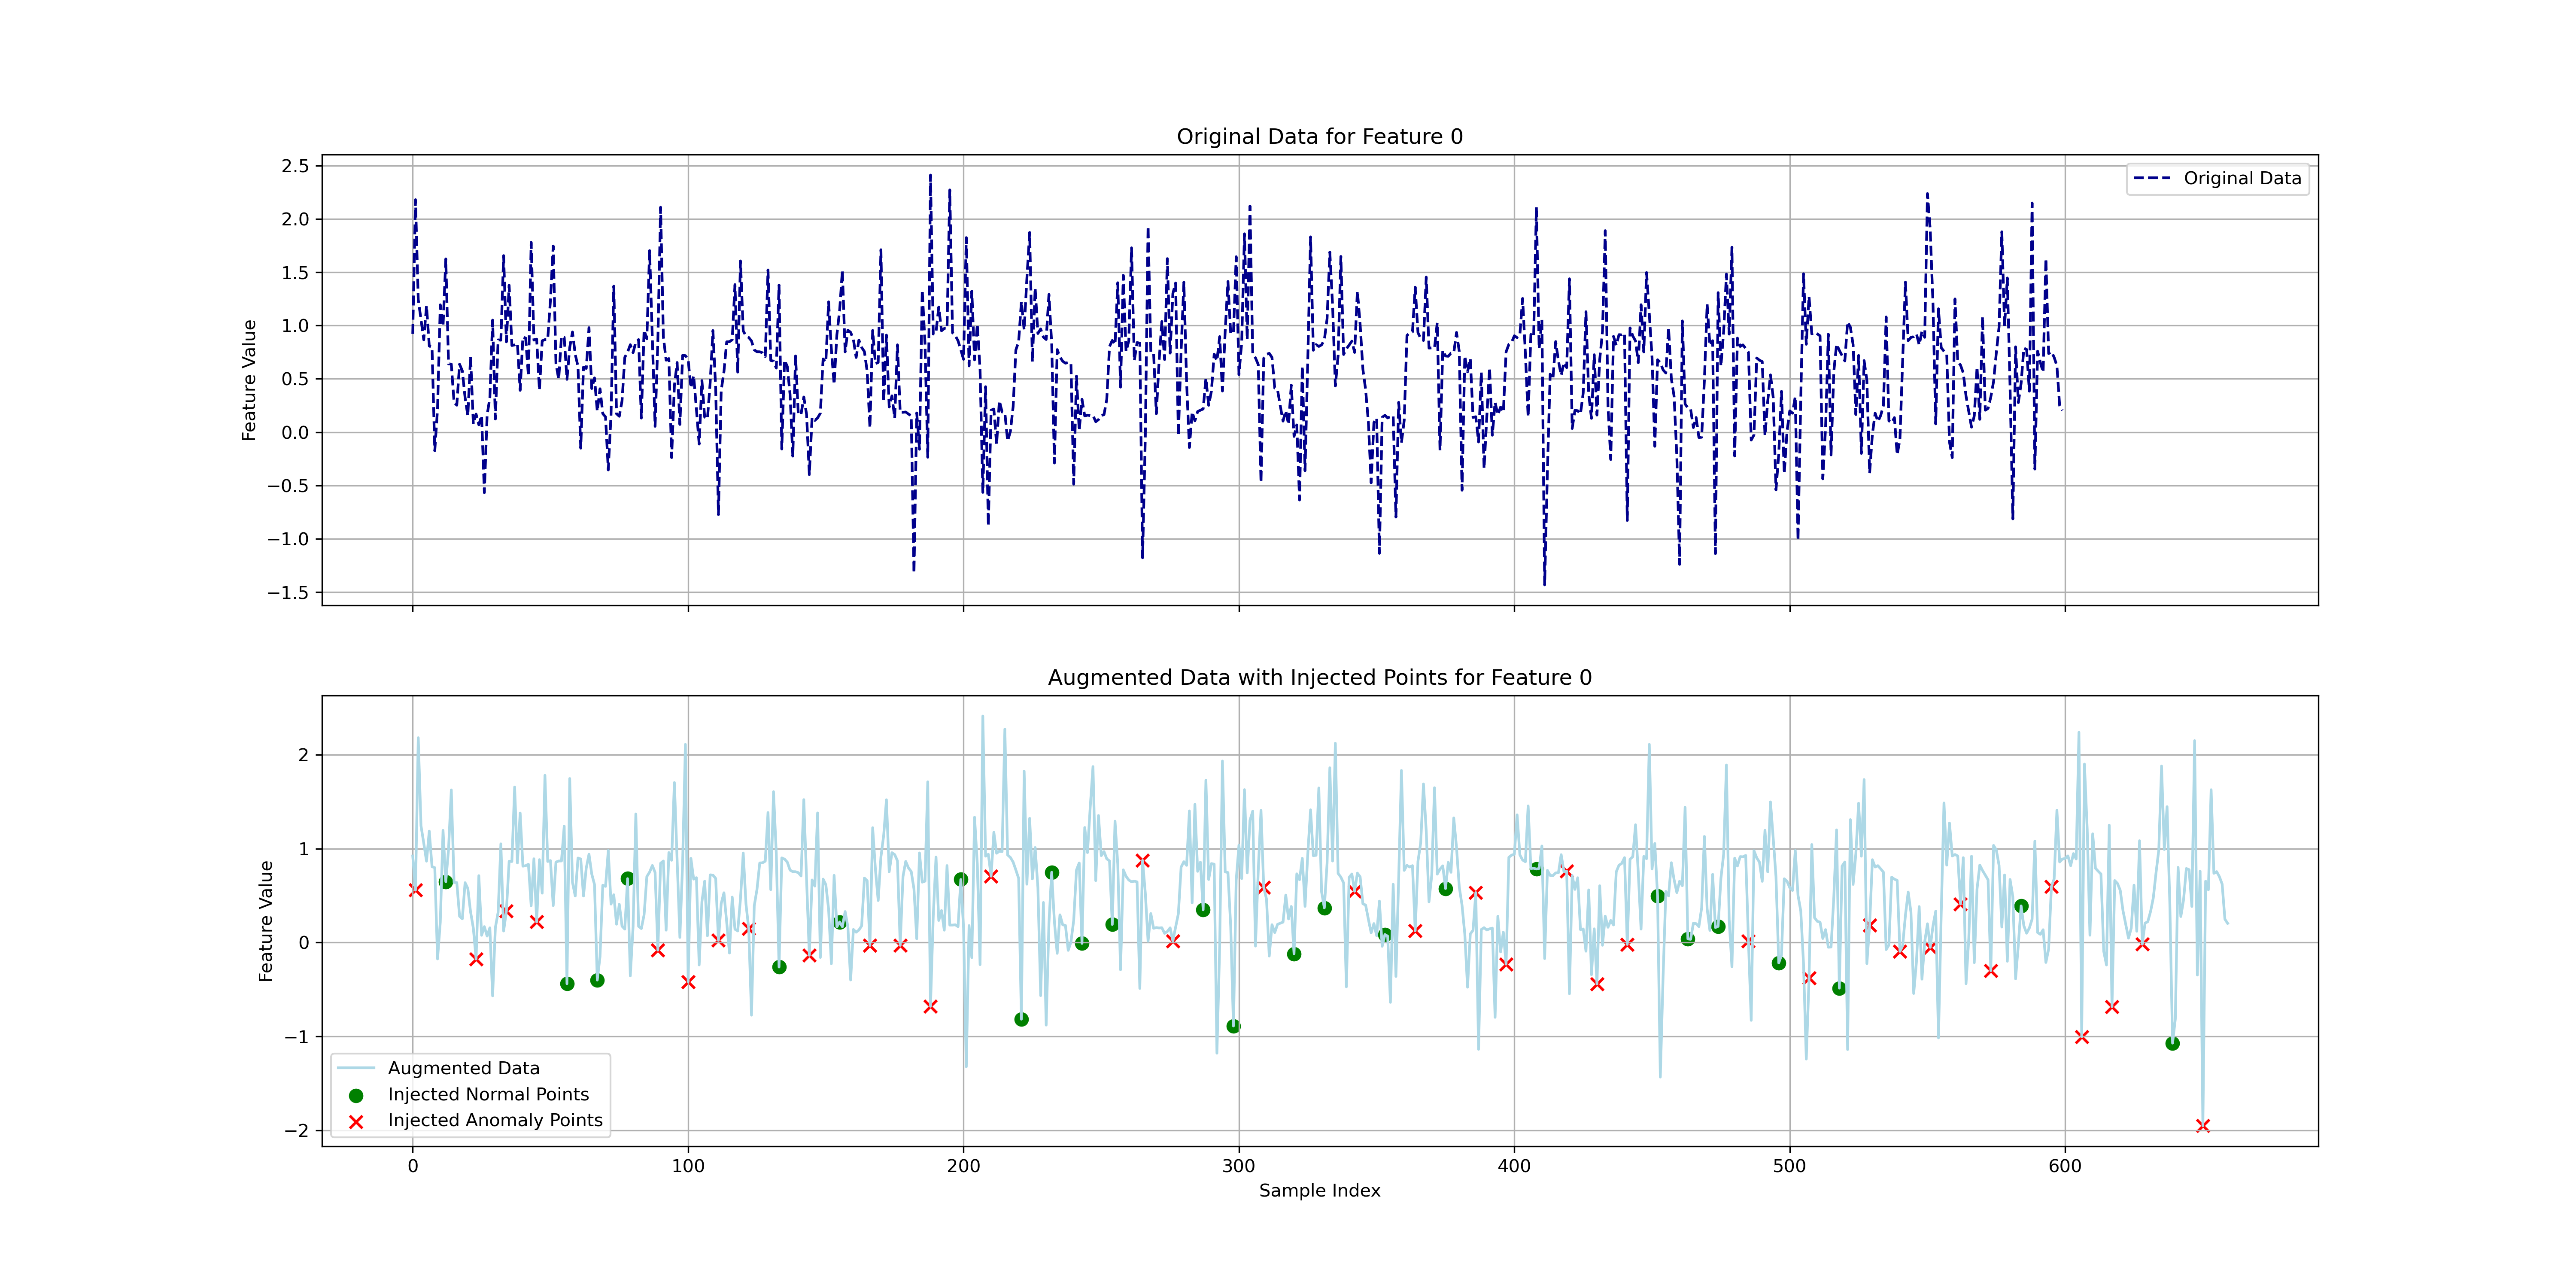 Original Data for Feature 0
2.5
2.0
1.5
1.0
0.5
0.0
−0.5
−1.0
−1.5
Feature Value
Original Data
Augmented Data with Injected Points for Feature 0
2
1
0
−1
−2
Feature Value
Augmented Data
Injected Normal Points
Injected Anomaly Points
0 100 200 300 400 500 600
Sample Index